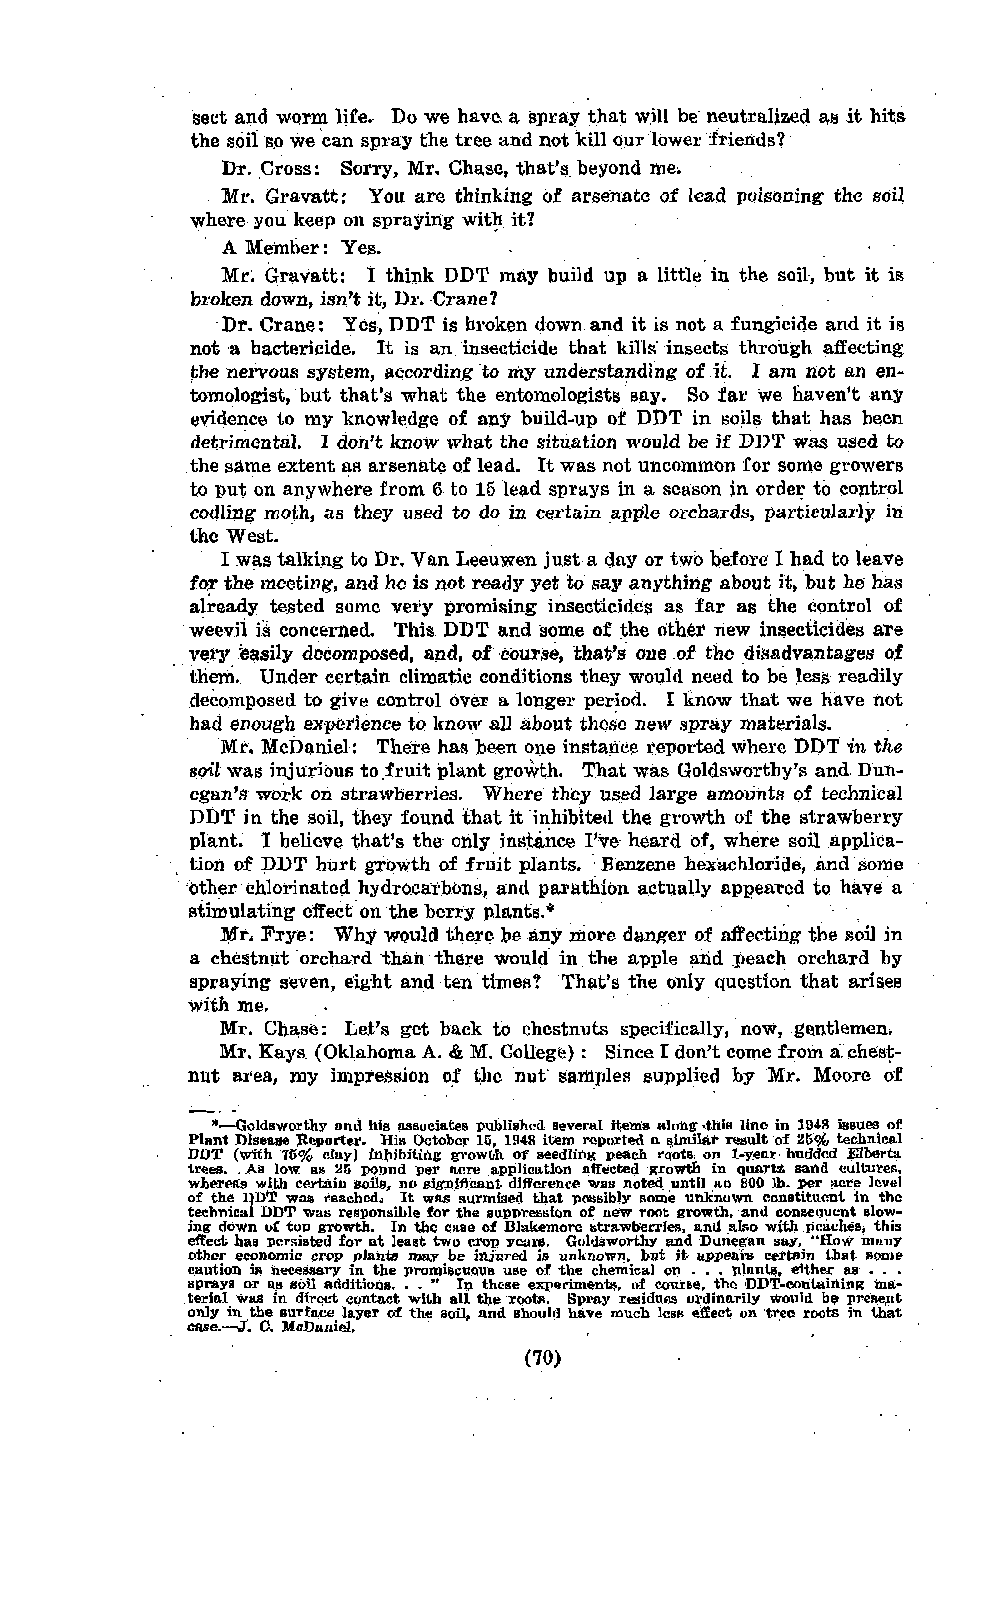 sect and worm life. Do we have a spray that will be neutralized as it hits
the soil so we can spray the tree and not kill our lower friends?
Dr. Cross: Sorry, Mr. Chase, that's beyond me.
Mr. Gravatt: You are thinking of arsenate of lead poisoning the soil
where you keep on spraying with it?
A Member: Yes.
Mr. Gravatt: I think DDT may build up a little in the soil, but it is
broken down, isn't it, Dr. Crane?
Dr. Crane: Yes, DDT is broken down and it is not a fungicide and it is
not a bactericide. It is an insecticide that kills insects through affecting
the nervous system, according to my understanding of it. I am not an en-
tomologist, but that's what the entomologists say. So far we haven't any
evidence to my knowledge of any build-up of DDT in soils that has been
detrimental. I don't know what the situation would be if DDT was used to
the same extent as arsenate of lead. It was not uncommon for some growers
to put on anywhere from 6 to 15 lead sprays in a season in order to control
codling moth, as they used to do in certain apple orchards, particularly in
the West.
I was talking to Dr. Van Leeuwen just a day or two before I had to leave
for the meeting, and he is not ready yet to say anything about it, but he has
already tested some very promising insecticides as far as the control of
weevil is concerned. This DDT and some of the other new insecticides are
very easily decomposed, and, of course, that's one of the disadvantages of
them. Under certain climatic conditions they would need to be less readily
decomposed to give control over a longer period. I know that we have not
had enough experience to know all about these new spray materials.
Mr. McDaniel: There has been one instance reported where DDT in the
soil was injurious to fruit plant growth. That was Goldsworthy's and Dun-
egan's work on strawberries. Where they used large amounts of technical
DDT in the soil, they found that it inhibited the growth of the strawberry
plant. I believe that's the only instance I've heard of, where soil applica-
tion of DDT hurt growth of fruit plants. Benzene hexachloride, and some
other chlorinated hydrocarbons, and parathion actually appeared to have a
stimulating effect on the berry plants.*
Mr. Frye: Why would there be any more danger of affecting the soil in
a chestnut orchard than there would in the apple and peach orchard by
spraying seven, eight and ten times? That's the only question that arises
with me.
Mr. Chase: Let's get back to chestnuts specifically, now, gentlemen.
Mr. Kays (Oklahoma A. & M. College) : Since I don't come from a chest-
nut area, my impression of the nut samples supplied by Mr. Moore of
*—Goldsworthy and his associates published several items along this line in 1948 issues of
Plant Disease Reporter. His October 15, 1948 item reported a similar result of 25% technical
DDT (with 75% clay) inhibiting growth of seedling peach roots on 1-year budded Elberta
trees. As low as 25 pound per acre application affected growth in quartz sand cultures,
whereas with certain soils, no significant difference was noted until an 800 lb. per acre level
of the DDT was reached. It was surmised that possibly some unknown constituent in the
technical DDT was responsible for the suppression of new root growth, and consequent slow-
ing down of top growth. In the case of Blakemore strawberries, and also with peaches, this
effect has persisted for at least two crop years. Goldsworthy and Dunegan say, "How many
other economic crop plants may be injured is unknown, but it appears certain that some
caution is necessary in the promiscuous use of the chemical on . . . plants, either as . . .
sprays or as soil additions. . . " In these experiments, of course, the DDT-containing ma-
terial was in direct contact with all the roots. Spray residues ordinarily would be present
only in the surface layer of the soil, and should have much less effect on tree roots in that
case.—J. C. McDaniel.
(70)